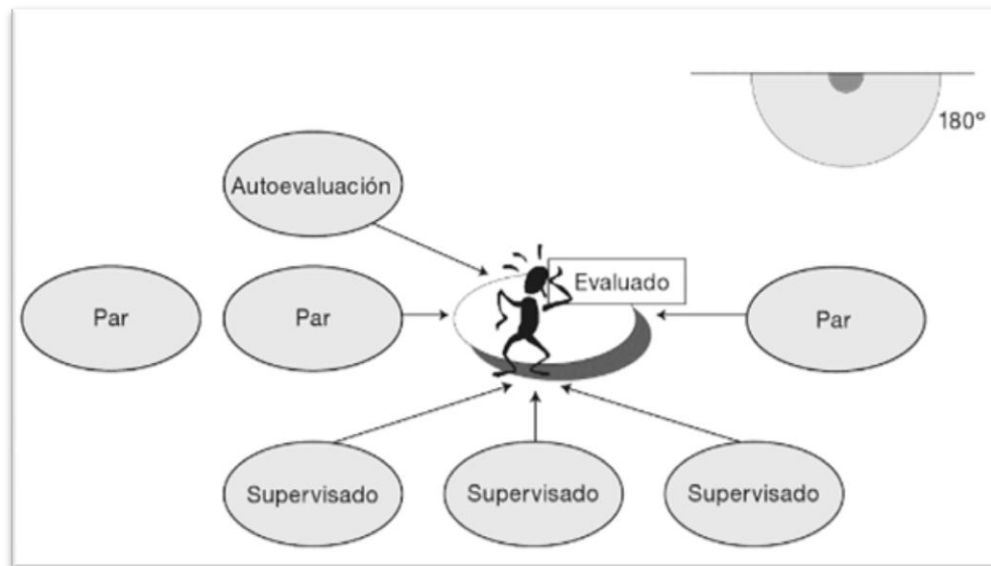 180º
Autoevaluación
Evaluado
Par
Par
Par
Supervisado
Supervisado
Supervisado